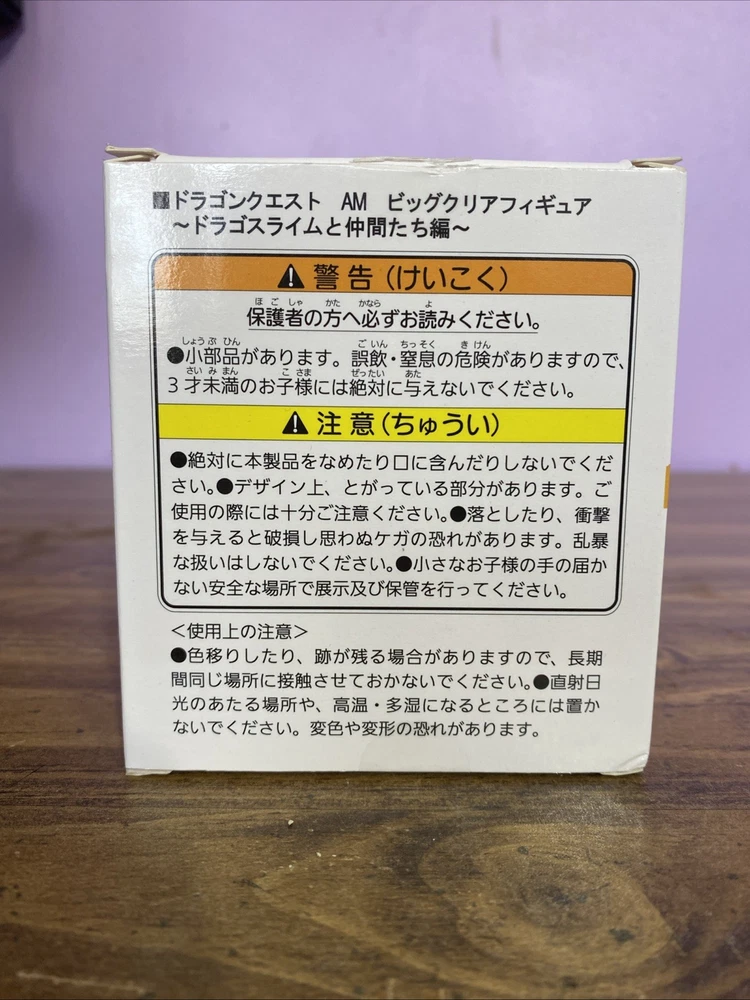 ■ドラゴンクエスト AM ビッグクリアフィギュア
～ドラゴスライムと仲間たち編～
警告(けいこく)
ほごしゃ かた かなら よ
保護者の方へ必ずお読みください。
しょうぶひん ごいん ちっそく きけん
●小部品があります。誤飲・窒息の危険がありますので、
さいみまん こさま ぜったい あた
3才未満のお子様には絶対に与えないでください。
注意(ちゅうい)
●絶対に本製品をなめたり口に含んだりしないでくだ
さい。●デザイン上、とがっている部分があります。ご
使用の際には十分ご注意ください。●落としたり、衝撃
を与えると破損し思わぬケガの恐れがあります。乱暴
な扱いはしないでください。●小さなお子様の手の届か
ない安全な場所で展示及び保管を行ってください。
＜使用上の注意＞
●色移りしたり、跡が残る場合がありますので、長期
間同じ場所に接触させておかないでください。●直射日
光のあたる場所や、高温・多湿になるところには置か
ないでください。変色や変形の恐れがあります。